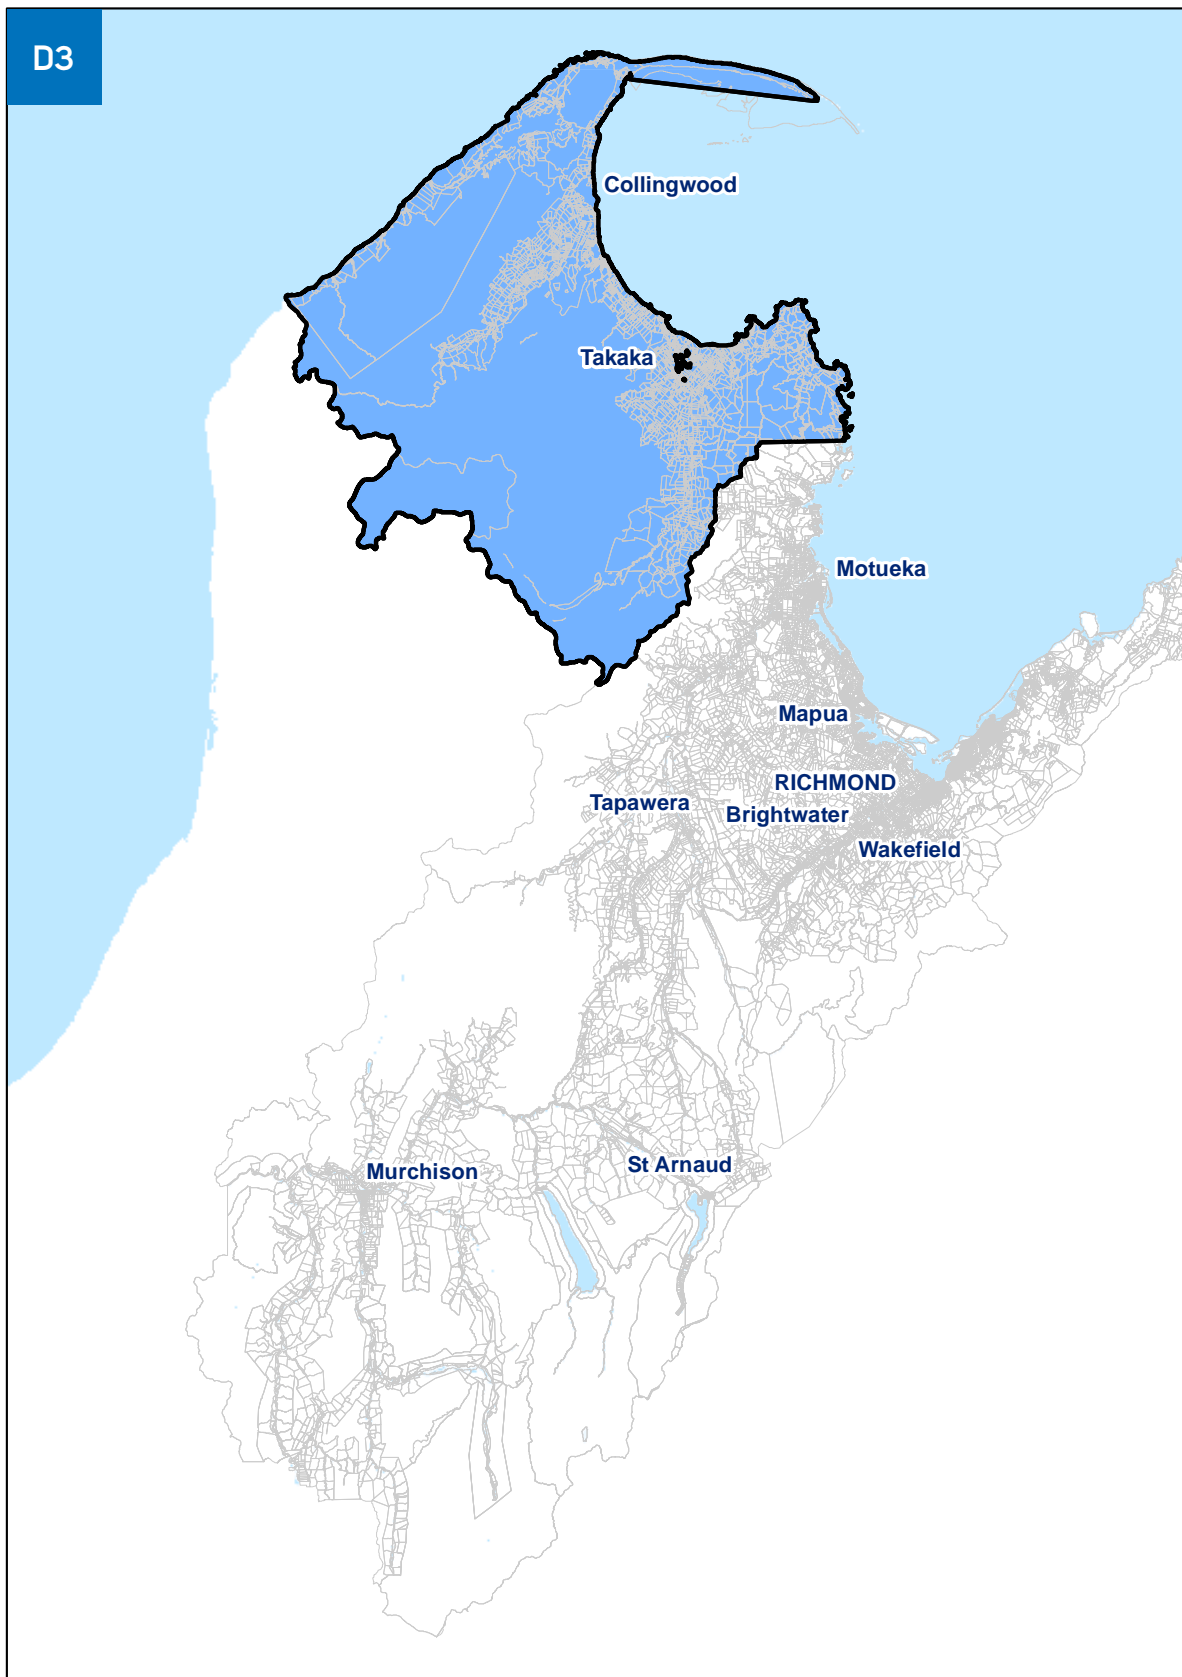 D3
Collingwood
Takaka
Motueka
Mapua
RICHMOND
Tapawera
Brightwater
Wakefield
St Arnaud
Murchison